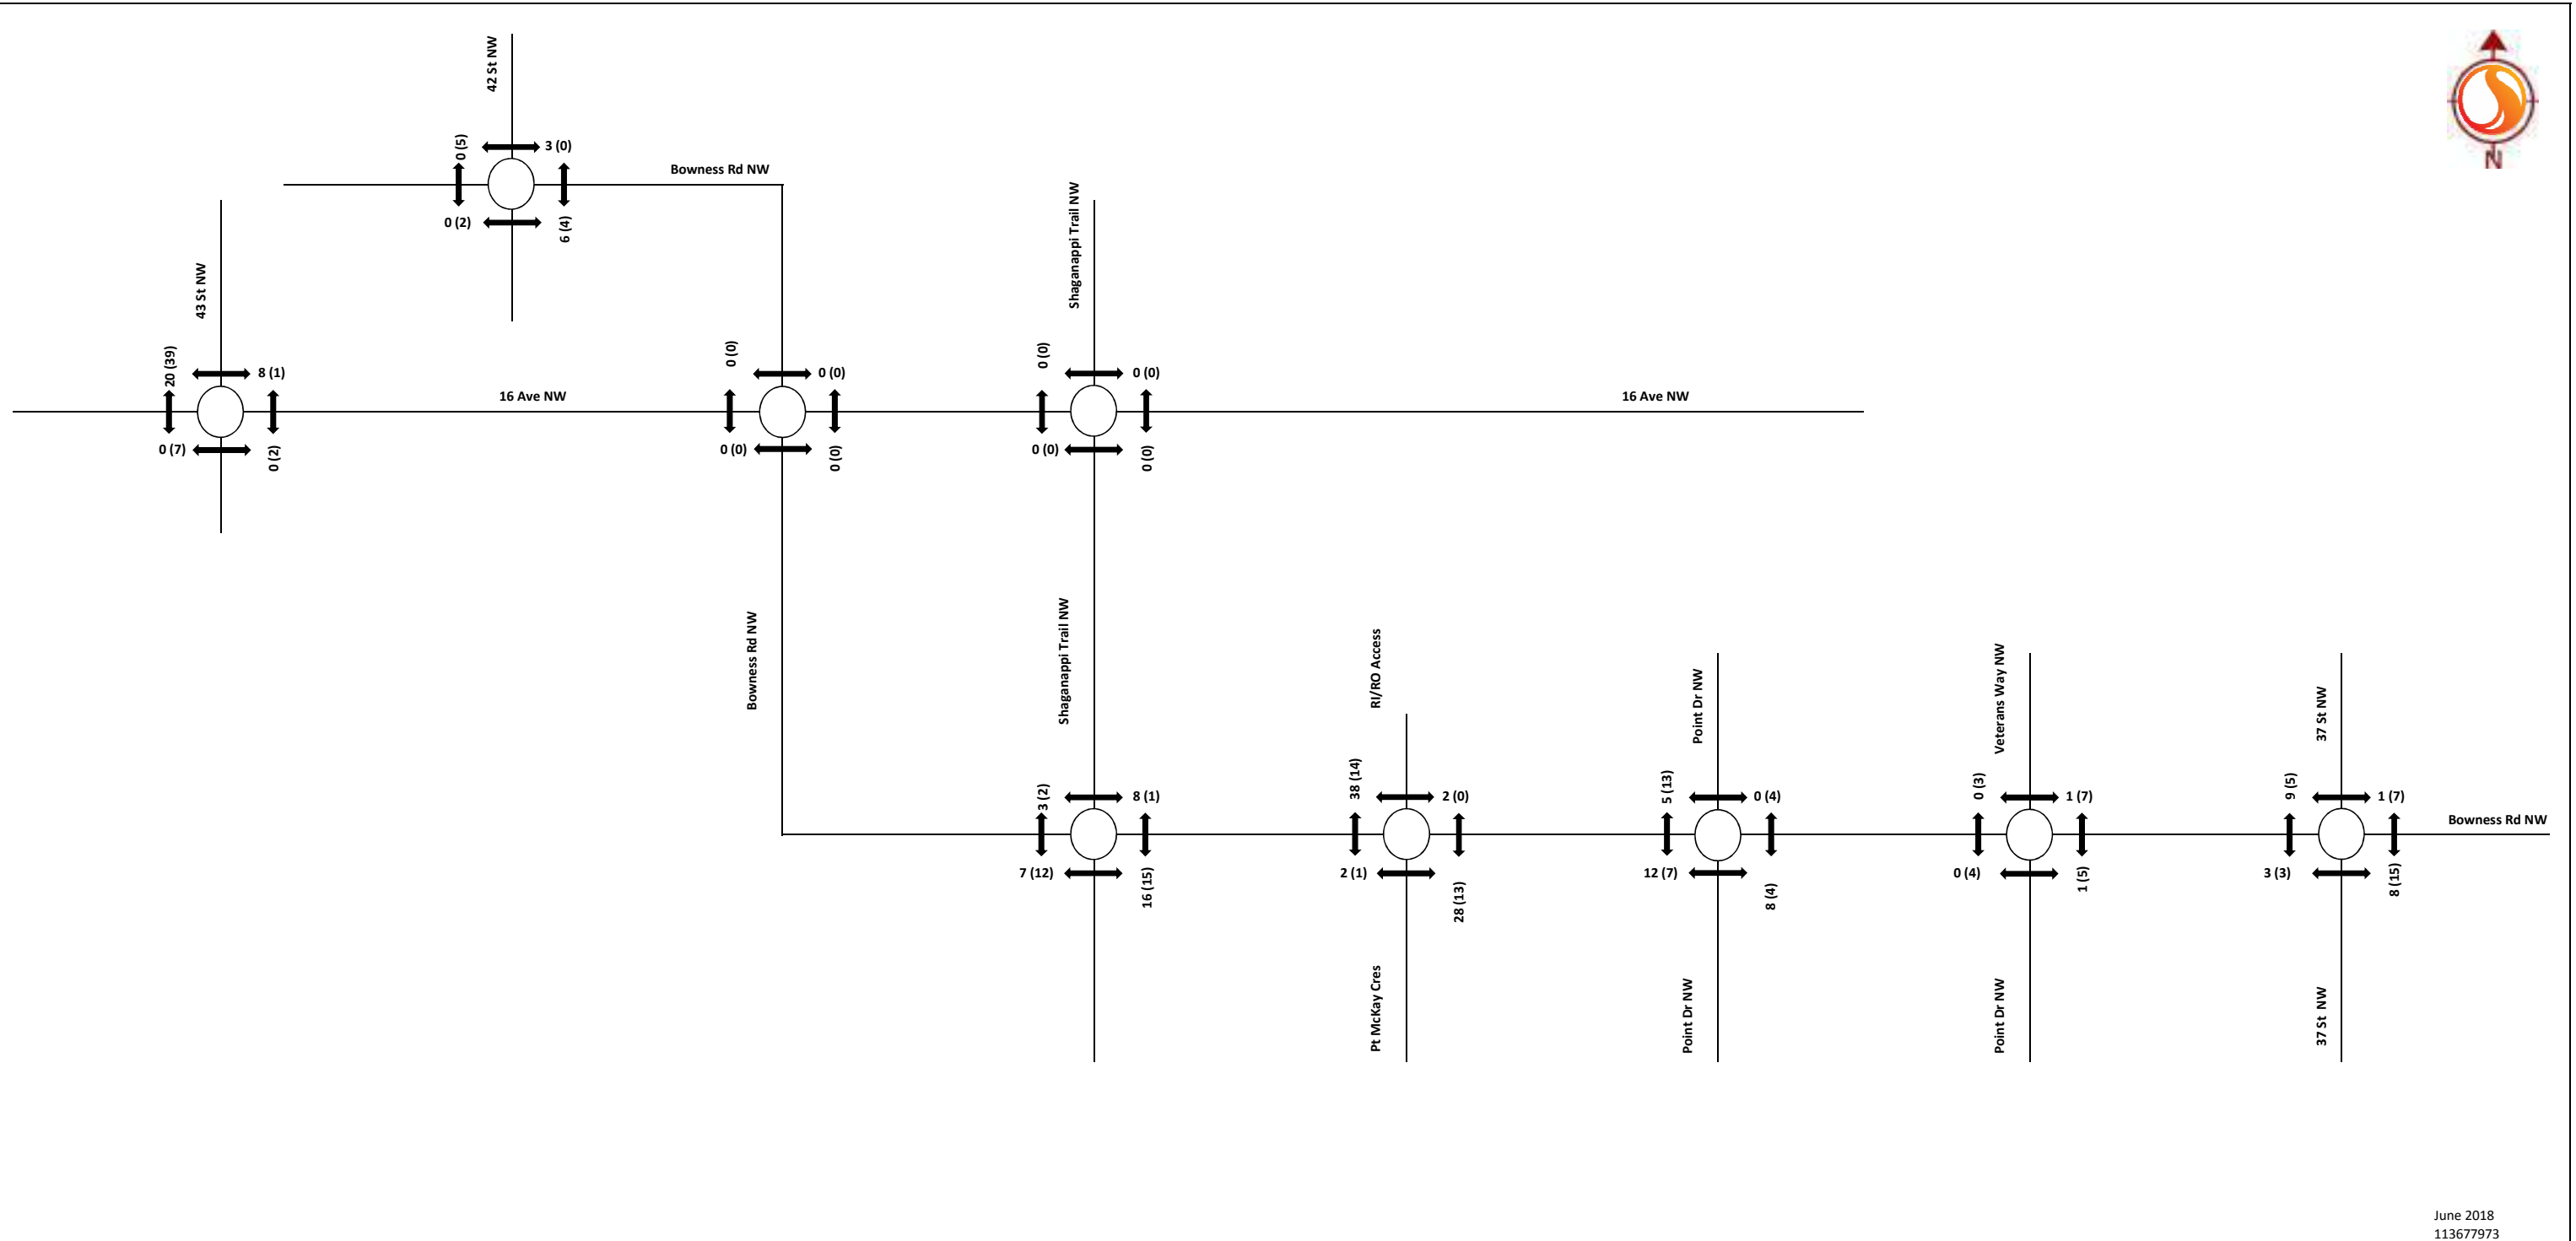 42 St NW
0 (5)
3 (0)
Bowness Rd NW
0 (2)
6 (4)
43 St NW
Shaganappi Trail NW
20 (39)
8 (1)
0 (0)
0 (0)
0 (0)
0 (0)
16 Ave NW
16 Ave NW
0 (7)
0 (2)
0 (0)
0 (0)
0 (0)
0 (0)
Bowness Rd NW
Shaganappi Trail NW
RI/RO Access
Point Dr NW
Veterans Way NW
37 St NW
3 (2)
8 (1)
38 (14)
2 (0)
5 (13)
0 (4)
0 (3)
1 (7)
9 (5)
1 (7)
Bowness Rd NW
7 (12)
16 (15)
2 (1)
28 (13)
12 (7)
8 (4)
0 (4)
1 (5)
3 (3)
8 (15)
Pt McKay Cres
Point Dr NW
Point Dr NW
37 St NW
N
June 2018
113677973